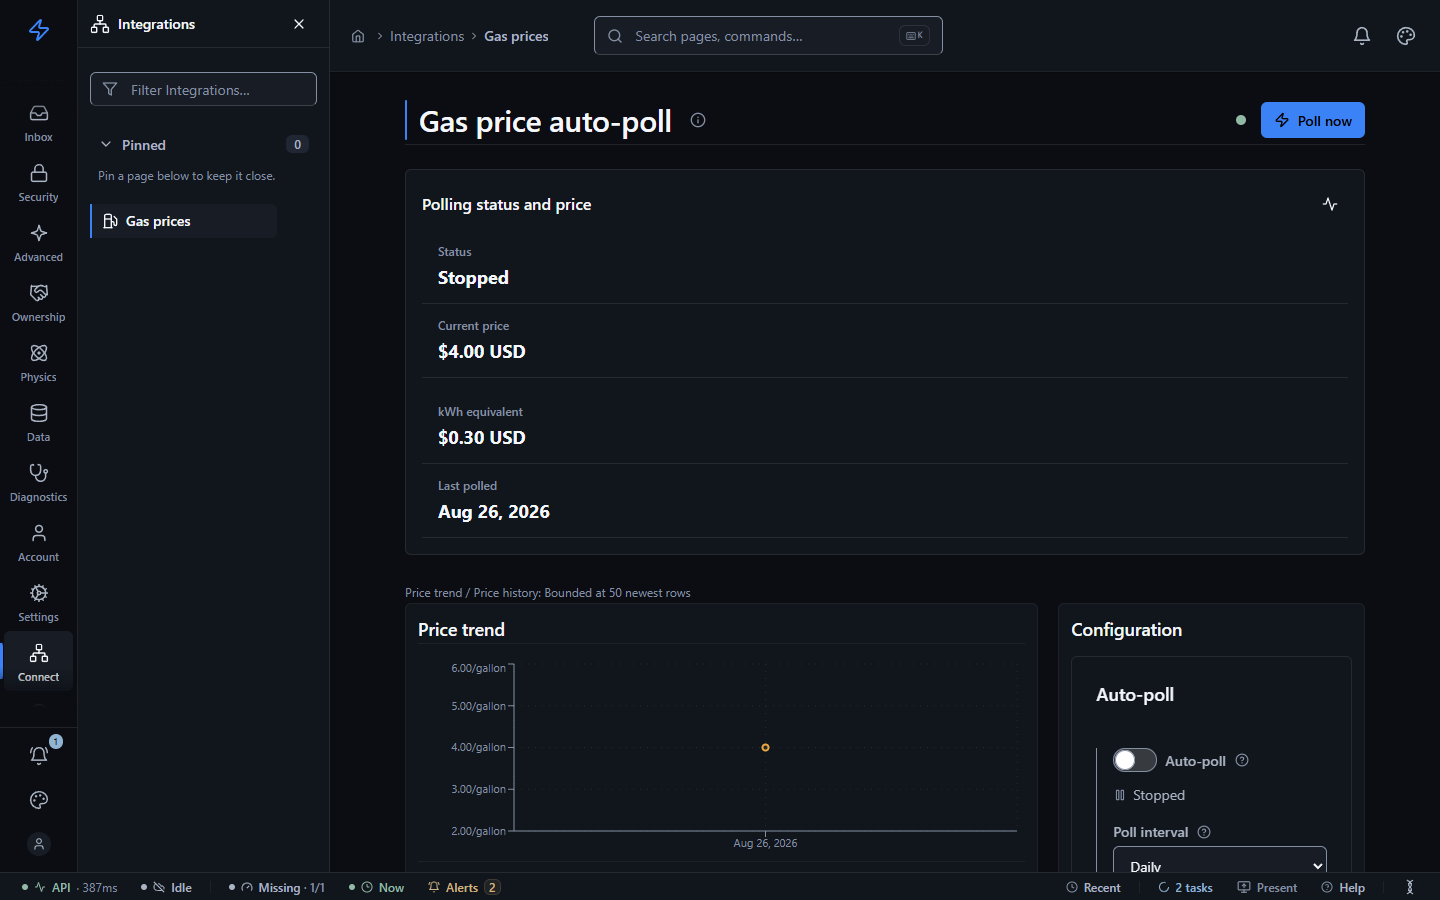 Integrations
Filter Integrations...
Pinned
0
Pin a page below to keep it close.
Gas prices
Inbox
Security
Advanced
Ownership
Physics
Data
Diagnostics
Account
Settings
Connect
1
Integrations
Gas prices
Search pages, commands...
K
Gas price auto-poll
Poll now
Polling status and price
Status
Stopped
Current price
$4.00 USD
kWh equivalent
$0.30 USD
Last polled
Aug 26, 2026
Price trend / Price history: Bounded at 50 newest rows
Price trend
6.00/gallon
5.00/gallon
4.00/gallon
3.00/gallon
2.00/gallon
Aug 26, 2026
Configuration
Auto-poll
Auto-poll
Stopped
Poll interval
Daily
API · 387ms
Idle
Missing · 1/1
Now
Alerts 2
Recent
2 tasks
Present
Help